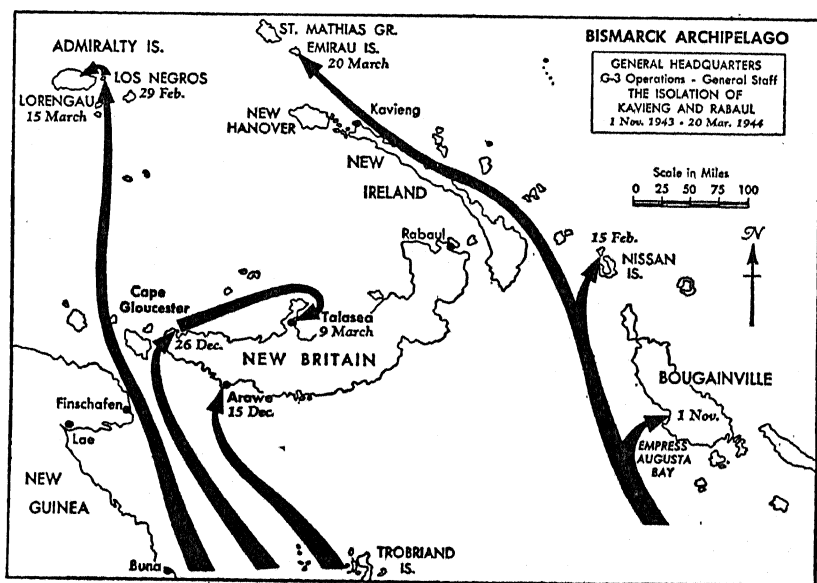 BISMARCK ARCHIPELAGO
GENERAL HEADQUARTERS
G-3 Operations - General Staff
THE ISOLATION OF
KAVIENG AND RABAUL
1 Nov. 1943 - 20 Mar. 1944
Scale in Miles
0 25 50 75 100
N
ST. MATHIAS GR.
EMIRAU IS.
20 March
ADMIRALTY IS.
LOS NEGROS
29 Feb.
LORENGAU
15 March
Kavieng
NEW
HANOVER
NEW
IRELAND
Rabaul
15 Feb.
NISSAN
IS.
Cape
Gloucester
26 Dec.
Talasea
9 March
NEW BRITAIN
Arawe
15 Dec.
BOUGAINVILLE
1 Nov.
EMPRESS
AUGUSTA
BAY
Finschafen
Lae
NEW
GUINEA
Buna
TROBRIAND
IS.